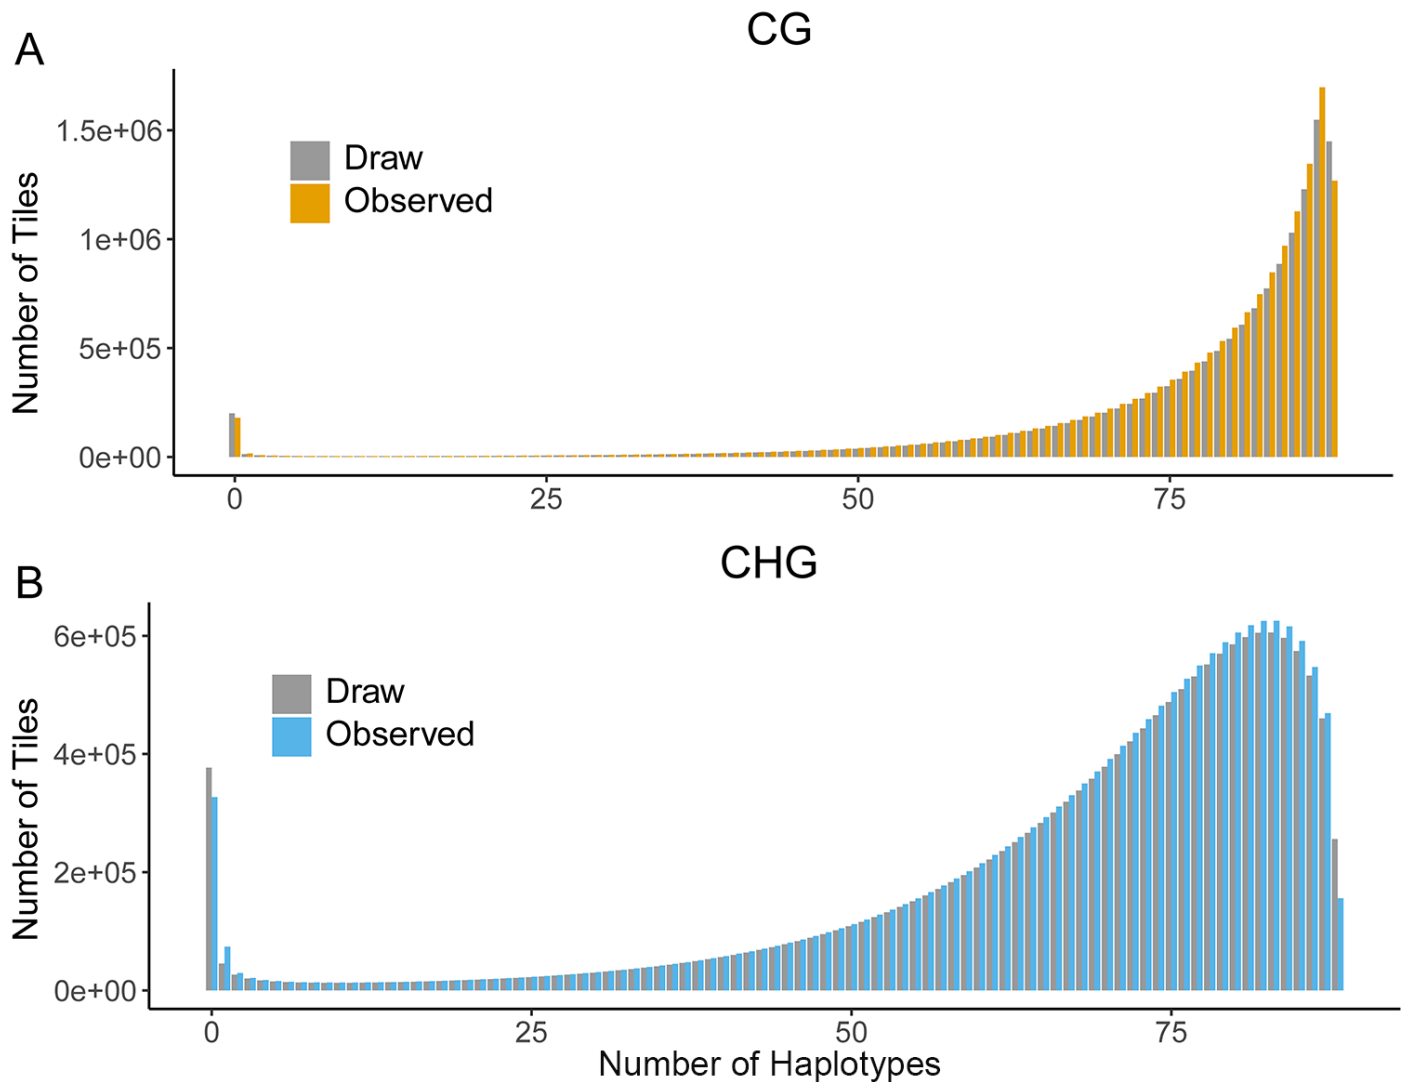 A
CG
Number of Tiles
1.5e+06
1e+06
5e+05
0e+00
Draw
Observed
0
25
50
75
B
CHG
Number of Tiles
6e+05
4e+05
2e+05
0e+00
Draw
Observed
0
25
50
75
Number of Haplotypes